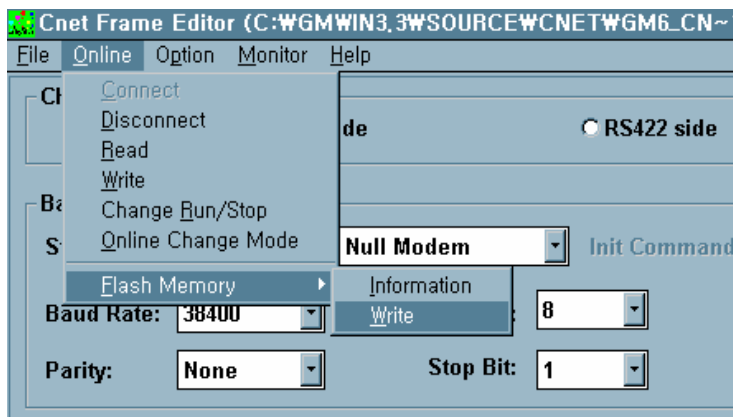 Cnet Frame Editor (C:₩GMWIN3,3₩SOURCE₩CNET₩GM6_CN~
File Online Option Monitor Help
Connect
Disconnect
Read
Write
Change Run/Stop
Online Change Mode
Flash Memory
Information
Write
de
RS422 side
Null Modem
Init Command
Baud Rate: 38400
8
Parity: None
Stop Bit: 1